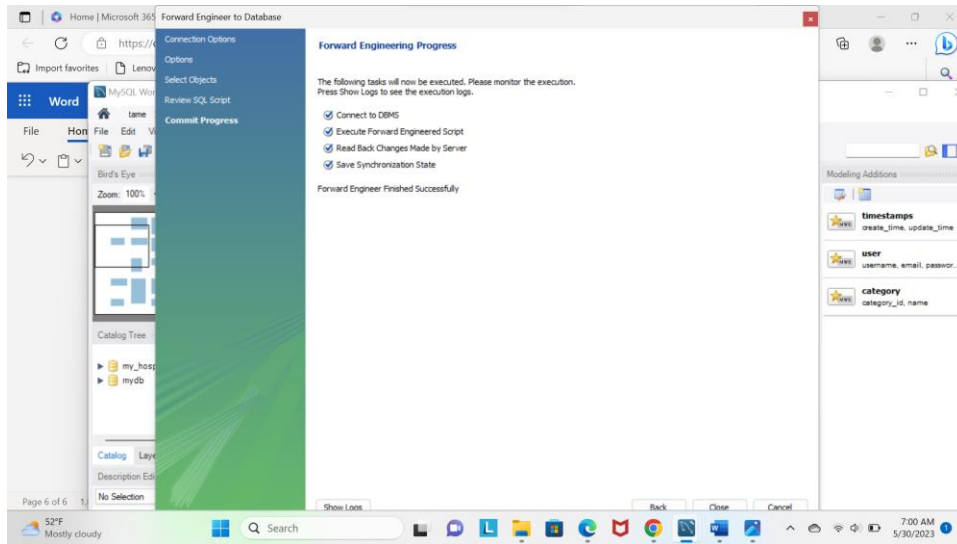 Home | Microsoft 365
Forward Engineer to Database
https://
Import favorites
Lenov
Word
File
Hon
MySQL Wor
tame
File Edit Vi
Bird's Eye
Zoom: 100%
Catalog Tree
my_hosp
mydb
Catalog Laye
Description Edi
No Selection
Page 6 of 6
Connection Options
Options
Select Objects
Review SQL Script
Commit Progress
Forward Engineering Progress
The following tasks will now be executed. Please monitor the execution.
Press Show Logs to see the execution logs.
Connect to DBMS
Execute Forward Engineered Script
Read Back Changes Made by Server
Save Synchronization State
Forward Engineer Finished Successfully
Show Logs
Back Close Cancel
Modeling Additions
timestamps
create_time, update_time
user
username, email, passwor...
category
category_id, name
52°F
Mostly cloudy
Search
7:00 AM
5/30/2023
1